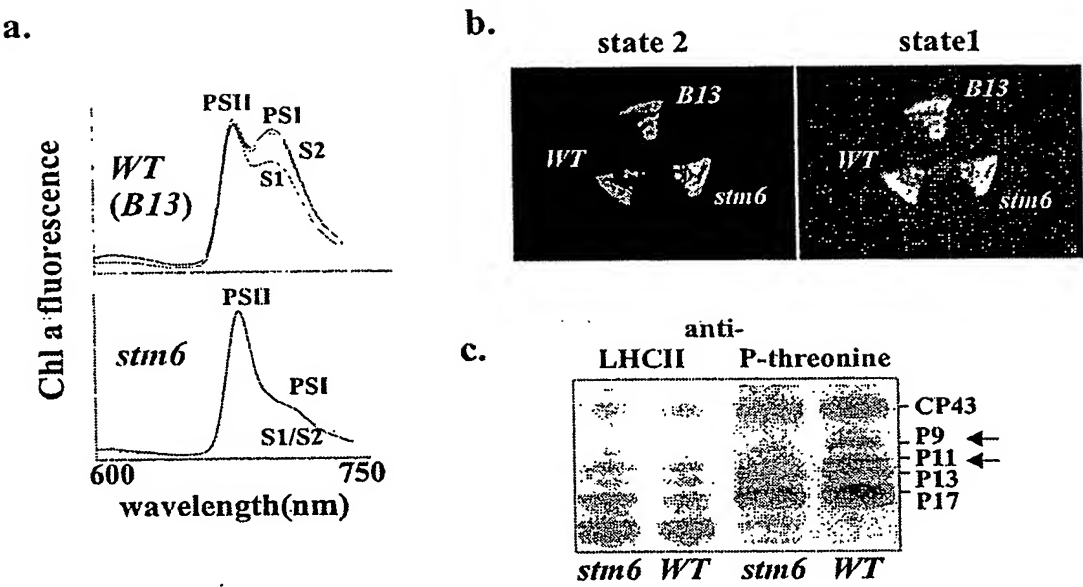 a.
PSII
PSI
S2
S1
WT
(B13)
PSII
stm6
PSI
S1/S2
Chl a fluorescence
600
750
wavelength(nm)
b.
state 2
state1
B13
WT
stm6
B13
WT
stm6
c.
anti-
LHCII
P-threonine
CP43
P9
P11
P13
P17
stm6
WT
stm6
WT